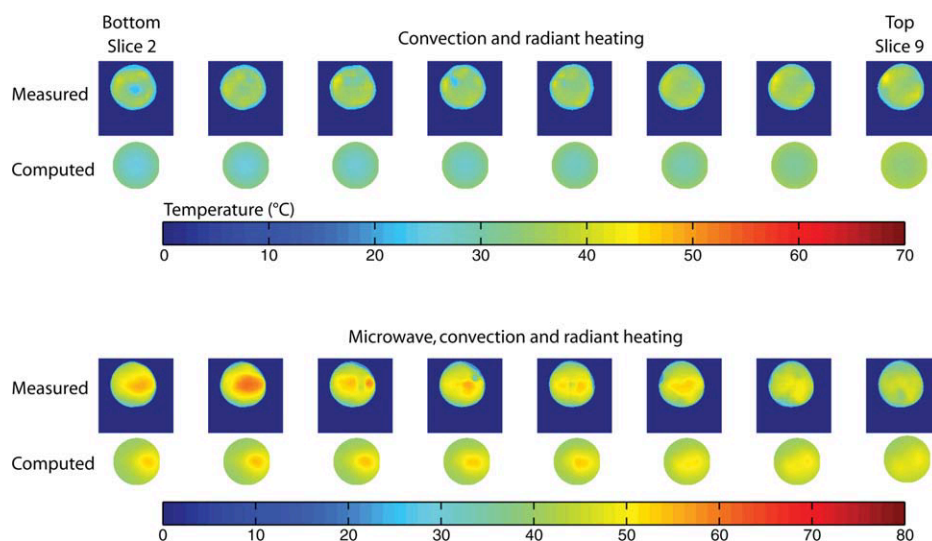 Bottom
Slice 2
Convection and radiant heating
Top
Slice 9
Measured
Computed
Temperature (°C)
0 10 20 30 40 50 60 70
Microwave, convection and radiant heating
Measured
Computed
0 10 20 30 40 50 60 70 80